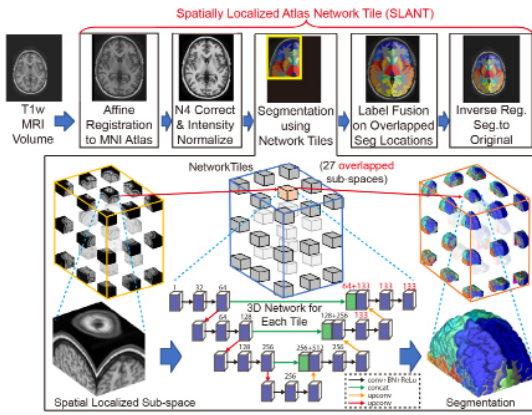 Spatially Localized Atlas Network Tile (SLANT)
T1w
MRI
Volume
Affine
Registration
to MNI Atlas
N4 Correct
& Intensity
Normalize
Segmentation
using
Network Tiles
Label Fusion
on Overlapped
Seg Locations
Inverse Reg.
Seg.to
Original
NetworkTiles
(27 overlapped
sub-spaces)
1 32 64
64+133 133 133
3D Network for
Each Tile
64 128
128+256 133
128 256
256+512 256
256
conv+BN+ReLu
concat
upconv
upconv
Spatial Localized Sub-space
Segmentation